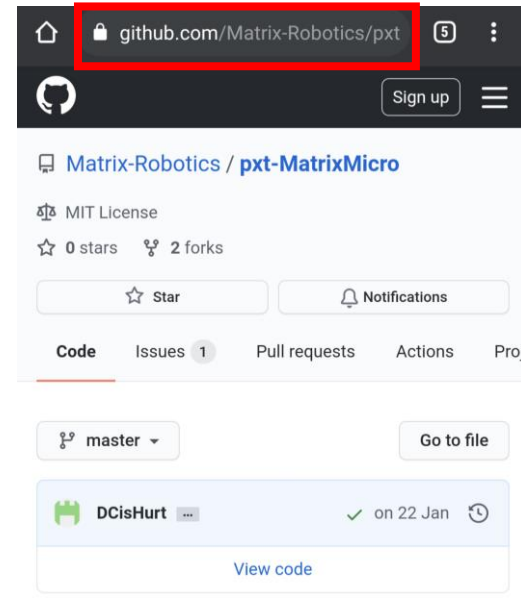 github.com/Matrix-Robotics/pxt 5
Sign up
Matrix-Robotics / pxt-MatrixMicro
MIT License
0 stars 2 forks
Star Notifications
Code Issues 1 Pull requests Actions Proj
master Go to file
DCisHurt ... on 22 Jan
View code